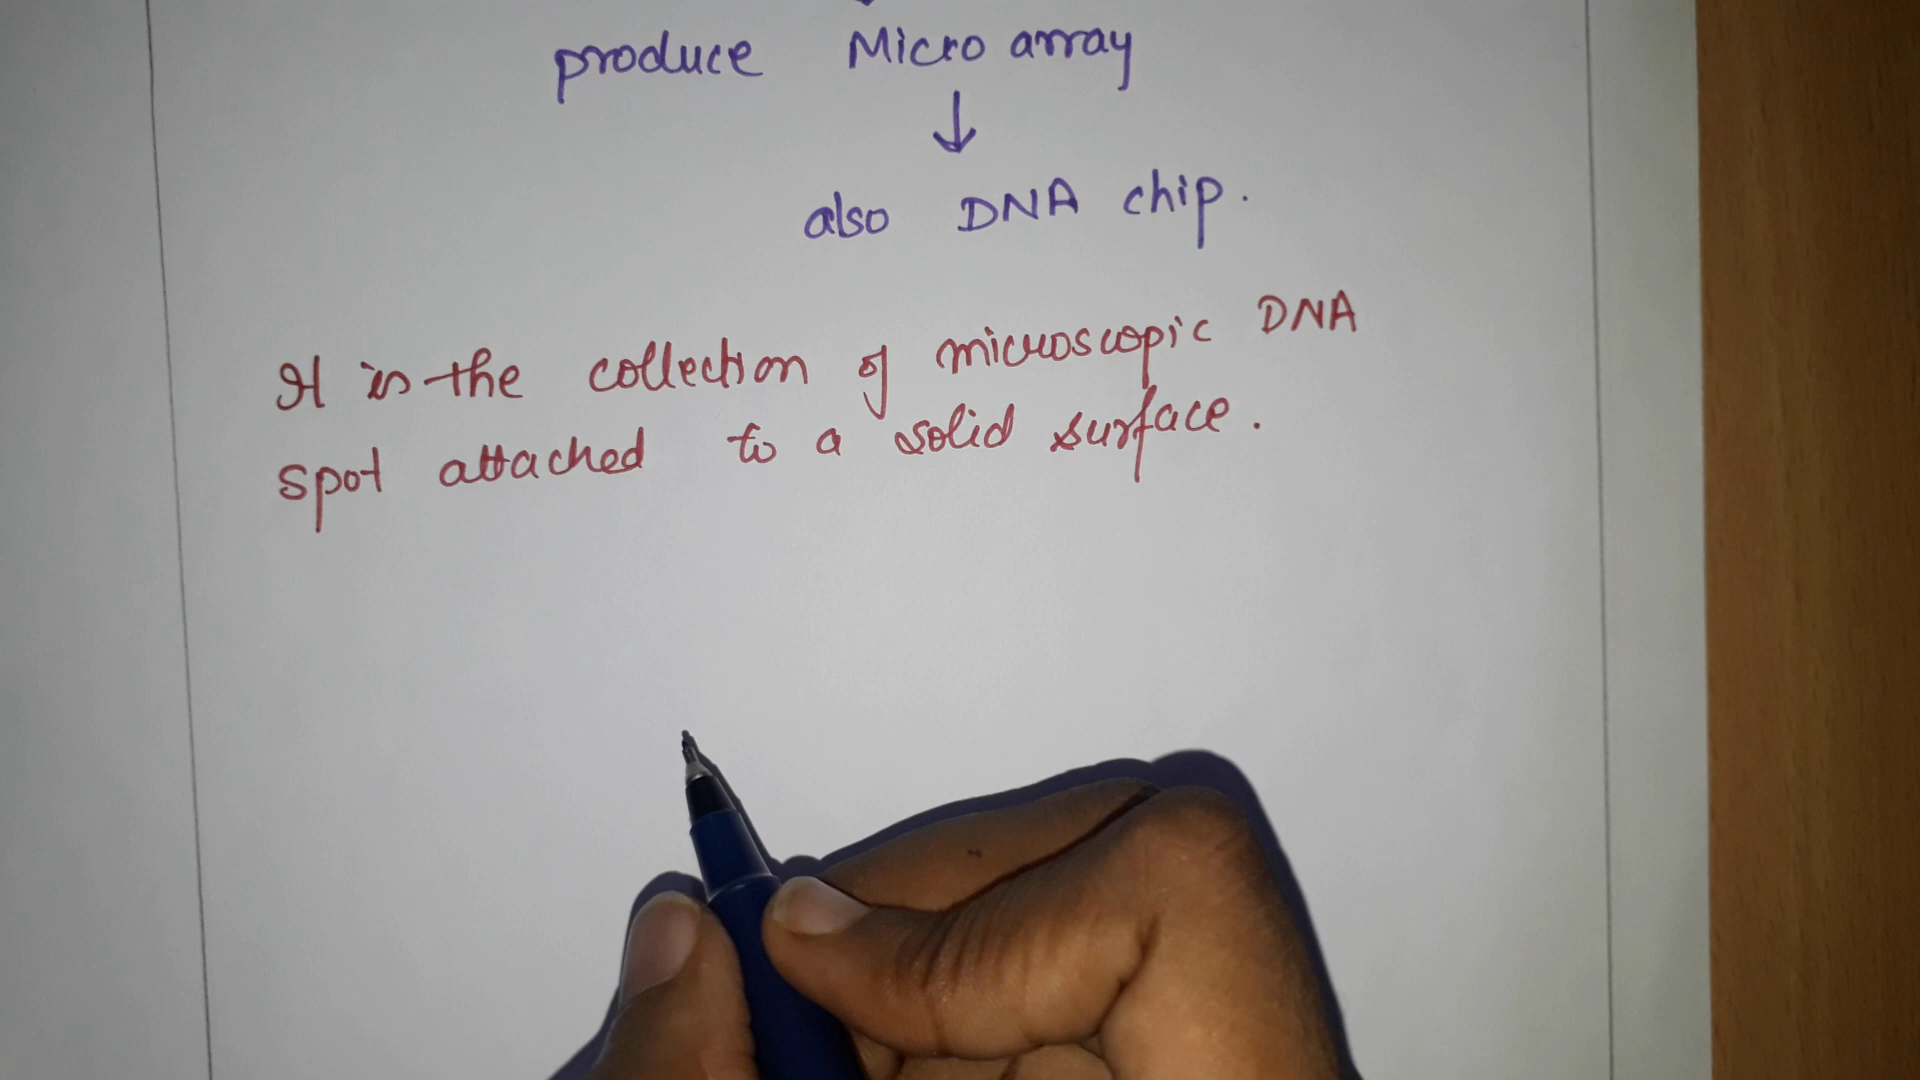 produce Micro array
↓
also DNA chip.
It is the collection of microscopic DNA
spot attached to a solid surface.